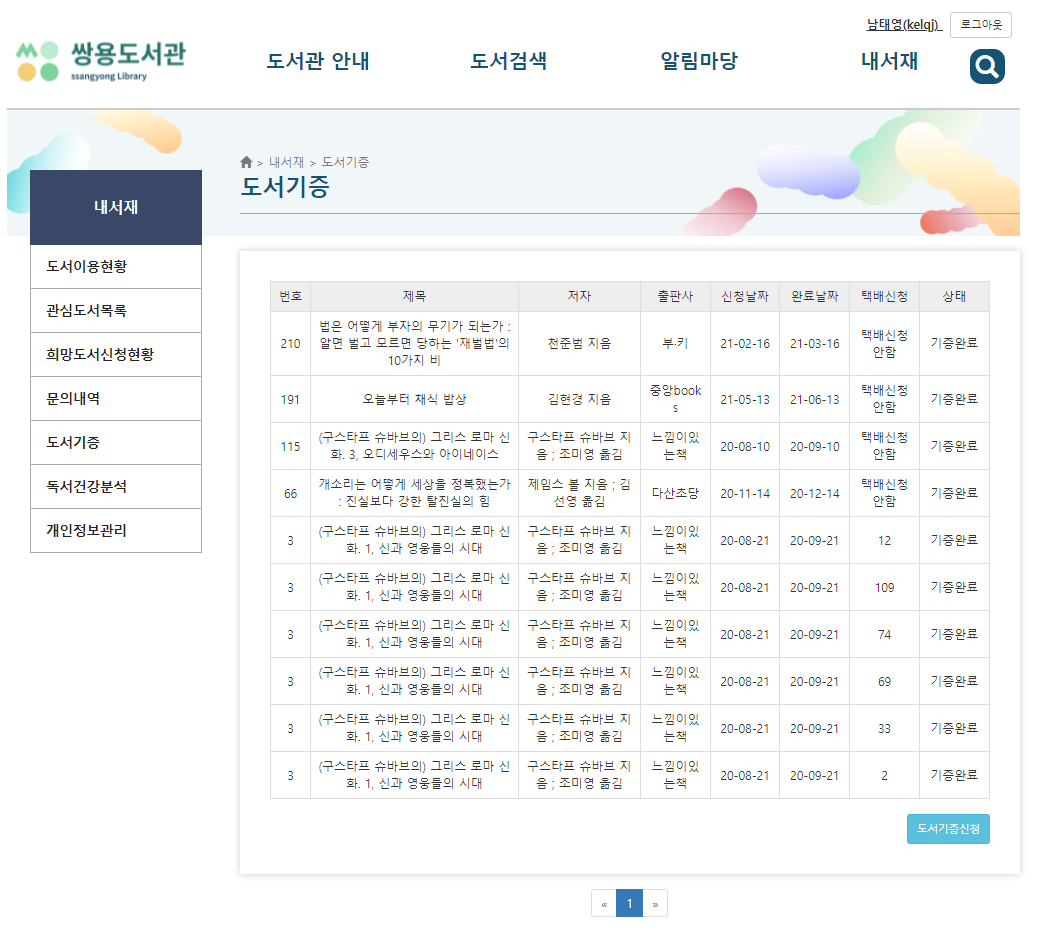 남태영(kelqj)
로그아웃
쌍용도서관
ssangyong Library
도서관 안내
도서검색
알림마당
내서재
> 내서재 > 도서기증
도서기증
내서재
도서이용현황
관심도서목록
희망도서신청현황
문의내역
도서기증
독서건강분석
개인정보관리
번호 제목 저자 출판사 신청날짜 완료날짜 택배신청 상태
210 법은 어떻게 부자의 무기가 되는가 :
알면 벌고 모르면 당하는 '재벌법'의
10가지 비
천준범 지음 부·키 21-02-16 21-03-16 택배신청
안함
기증완료
191 오늘부터 채식 밥상 김현경 지음 중앙book
s
21-05-13 21-06-13 택배신청
안함
기증완료
115 (구스타프 슈바브의) 그리스 로마 신
화. 3, 오디세우스와 아이네이스
구스타프 슈바브 지
음 ; 조미영 옮김
느낌이있
는책
20-08-10 20-09-10 택배신청
안함
기증완료
66 개소리는 어떻게 세상을 정복했는가
: 진실보다 강한 탈진실의 힘
제임스 볼 지음 ; 김
선영 옮김
다산초당 20-11-14 20-12-14 택배신청
안함
기증완료
3 (구스타프 슈바브의) 그리스 로마 신
화. 1, 신과 영웅들의 시대
구스타프 슈바브 지
음 ; 조미영 옮김
느낌이있
는책
20-08-21 20-09-21 12 기증완료
3 (구스타프 슈바브의) 그리스 로마 신
화. 1, 신과 영웅들의 시대
구스타프 슈바브 지
음 ; 조미영 옮김
느낌이있
는책
20-08-21 20-09-21 109 기증완료
3 (구스타프 슈바브의) 그리스 로마 신
화. 1, 신과 영웅들의 시대
구스타프 슈바브 지
음 ; 조미영 옮김
느낌이있
는책
20-08-21 20-09-21 74 기증완료
3 (구스타프 슈바브의) 그리스 로마 신
화. 1, 신과 영웅들의 시대
구스타프 슈바브 지
음 ; 조미영 옮김
느낌이있
는책
20-08-21 20-09-21 69 기증완료
3 (구스타프 슈바브의) 그리스 로마 신
화. 1, 신과 영웅들의 시대
구스타프 슈바브 지
음 ; 조미영 옮김
느낌이있
는책
20-08-21 20-09-21 33 기증완료
3 (구스타프 슈바브의) 그리스 로마 신
화. 1, 신과 영웅들의 시대
구스타프 슈바브 지
음 ; 조미영 옮김
느낌이있
는책
20-08-21 20-09-21 2 기증완료
도서기증신청
« 1 »